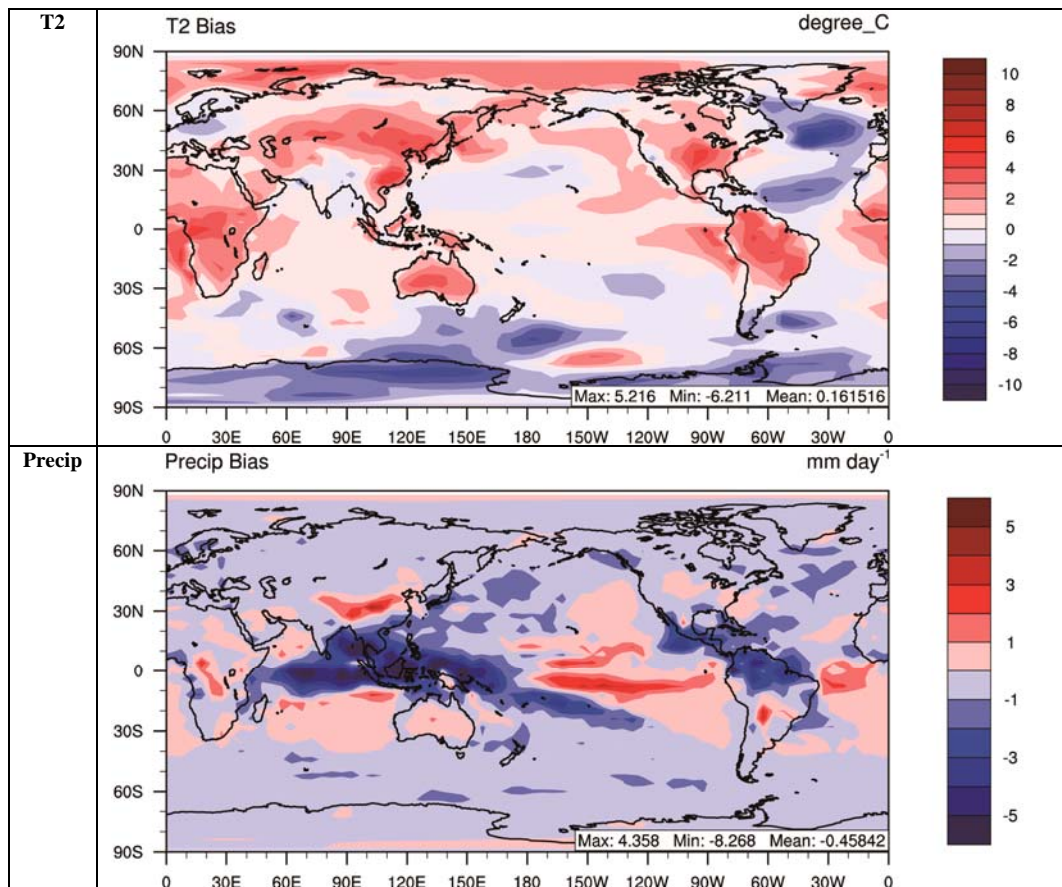 T2
T2 Bias degree_C
90N
60N
30N
0
30S
60S
90S
Max: 5.216 Min: -6.211 Mean: 0.161516
0 30E 60E 90E 120E 150E 180 150W 120W 90W 60W 30W 0
10
8
6
4
2
0
-2
-4
-6
-8
-10
Precip
Precip Bias mm day-1
90N
60N
30N
0
30S
60S
90S
Max: 4.358 Min: -8.268 Mean: -0.45842
0 30E 60E 90E 120E 150E 180 150W 120W 90W 60W 30W 0
5
3
1
-1
-3
-5